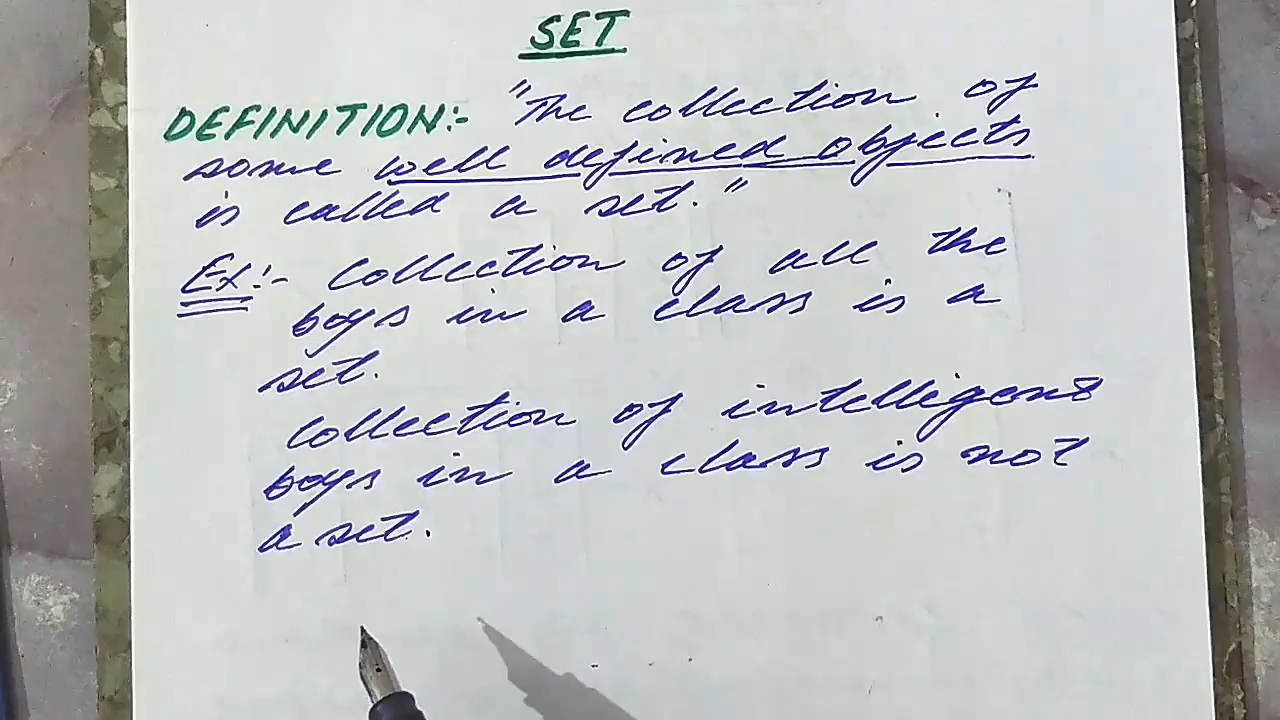 SET
DEFINITION:- "The collection of
some well defined objects
is called a set."
Ex:- Collection of all the
boys in a class is a
set.
Collection of intelligent
boys in a class is not
a set.